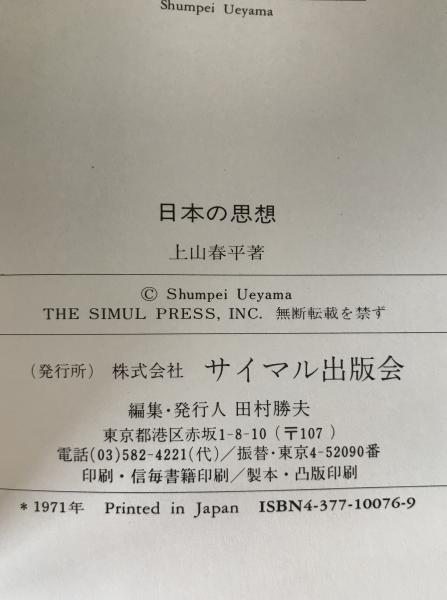 Shumpei Ueyama
日本の思想
上山春平著
© Shumpei Ueyama
THE SIMUL PRESS, INC. 無断転載を禁ず
（発行所） 株式会社 サイマル出版会
編集・発行人 田村勝夫
東京都港区赤坂1-8-10（〒107）
電話(03)582-4221(代)／振替・東京4-52090番
印刷・信毎書籍印刷／製本・凸版印刷
* 1971年 Printed in Japan ISBN4-377-10076-9